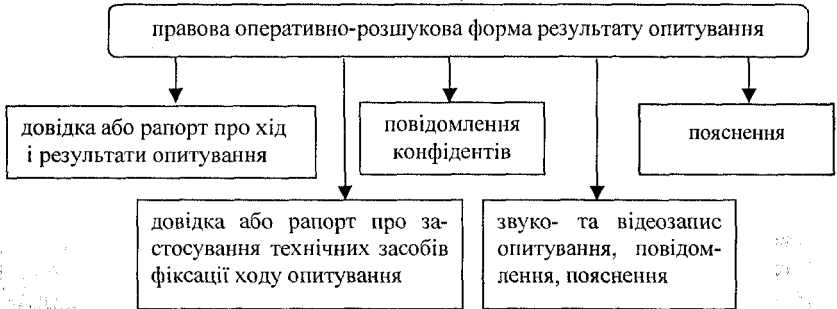 правова оперативно-розшукова форма результату опитування
довідка або рапорт про хід
і результати опитування
повідомлення
конфідентів
пояснення
довідка або рапорт про за-
стосування технічних засобів
фіксації ходу опитування
звуко- та відеозапис
опитування, повідом-
лення, пояснення